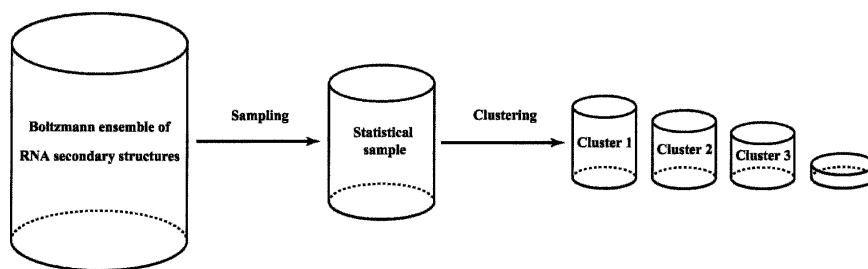 Boltzmann ensemble of
RNA secondary structures
Sampling
Statistical
sample
Clustering
Cluster 1
Cluster 2
Cluster 3